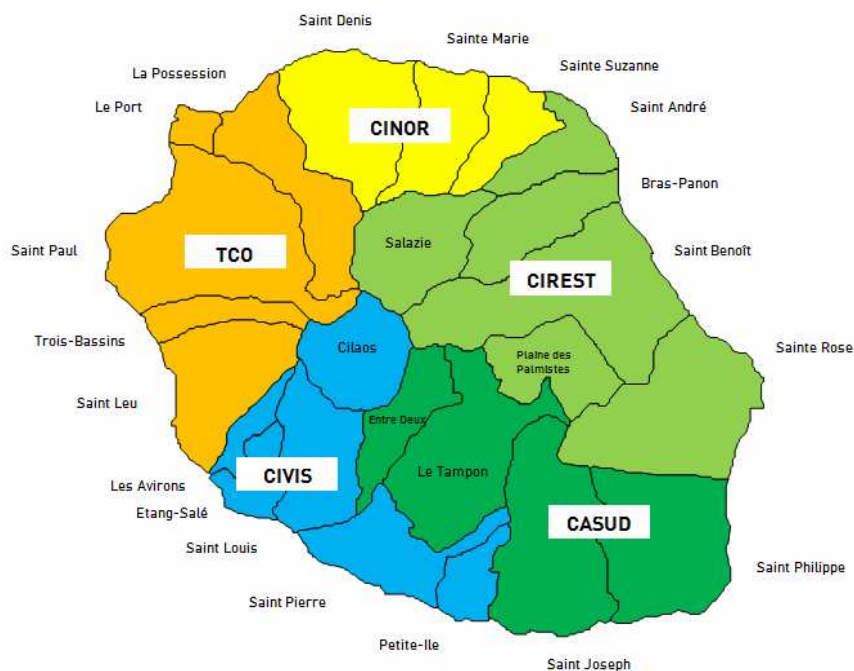 Saint Denis
Sainte Marie
La Possession
Sainte Suzanne
Le Port
Saint André
CINOR
Bras-Panon
Salazie
Saint Paul
TCO
Saint Benoît
CIREST
Trois-Bassins
Cilaos
Sainte Rose
Plaine des
Palmistes
Saint Leu
Entre Deux
Le Tampon
CIVIS
Les Avirons
Etang-Salé
CASUD
Saint Louis
Saint Philippe
Saint Pierre
Petite-Ile
Saint Joseph